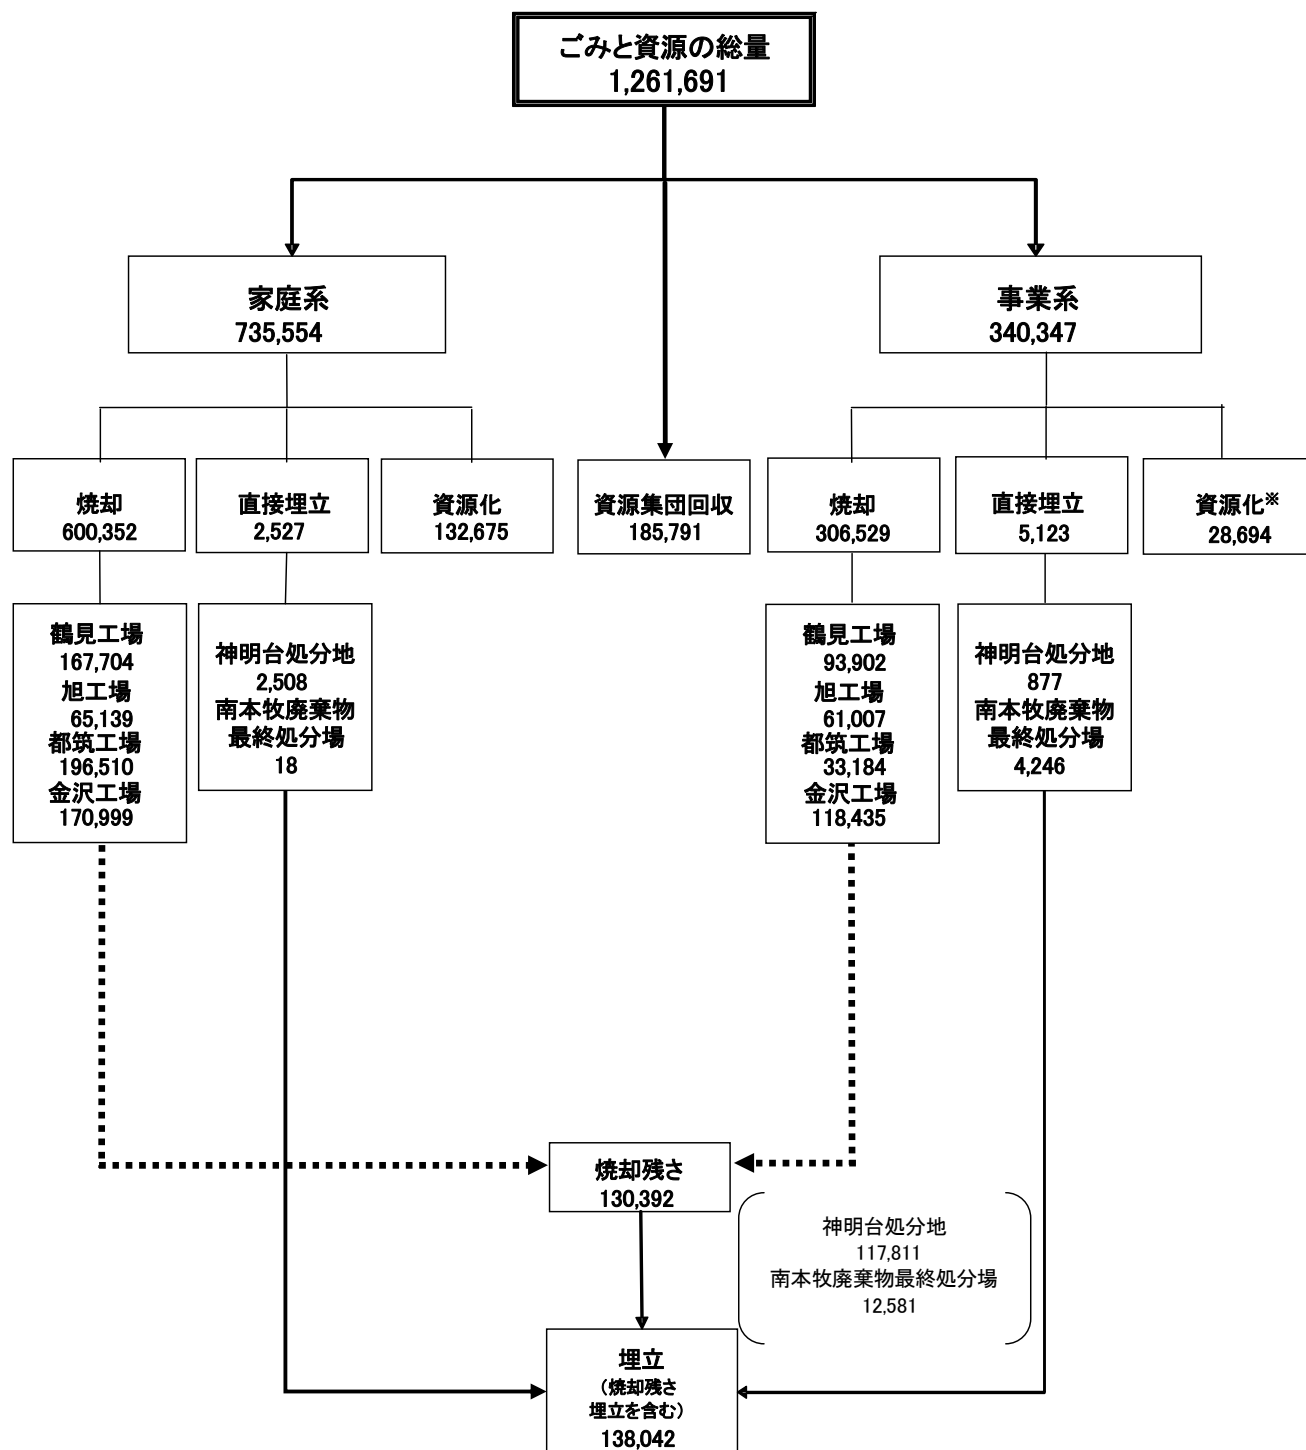 ごみと資源の総量
1,261,691
家庭系
735,554
事業系
340,347
焼却
600,352
直接埋立
2,527
資源化
132,675
資源集団回収
185,791
焼却
306,529
直接埋立
5,123
資源化※
28,694
鶴見工場
167,704
旭工場
65,139
都筑工場
196,510
金沢工場
170,999
神明台処分地
2,508
南本牧廃棄物
最終処分場
18
鶴見工場
93,902
旭工場
61,007
都筑工場
33,184
金沢工場
118,435
神明台処分地
877
南本牧廃棄物
最終処分場
4,246
焼却残さ
130,392
神明台処分地
117,811
南本牧廃棄物最終処分場
12,581
埋立
（焼却残さ
埋立を含む）
138,042